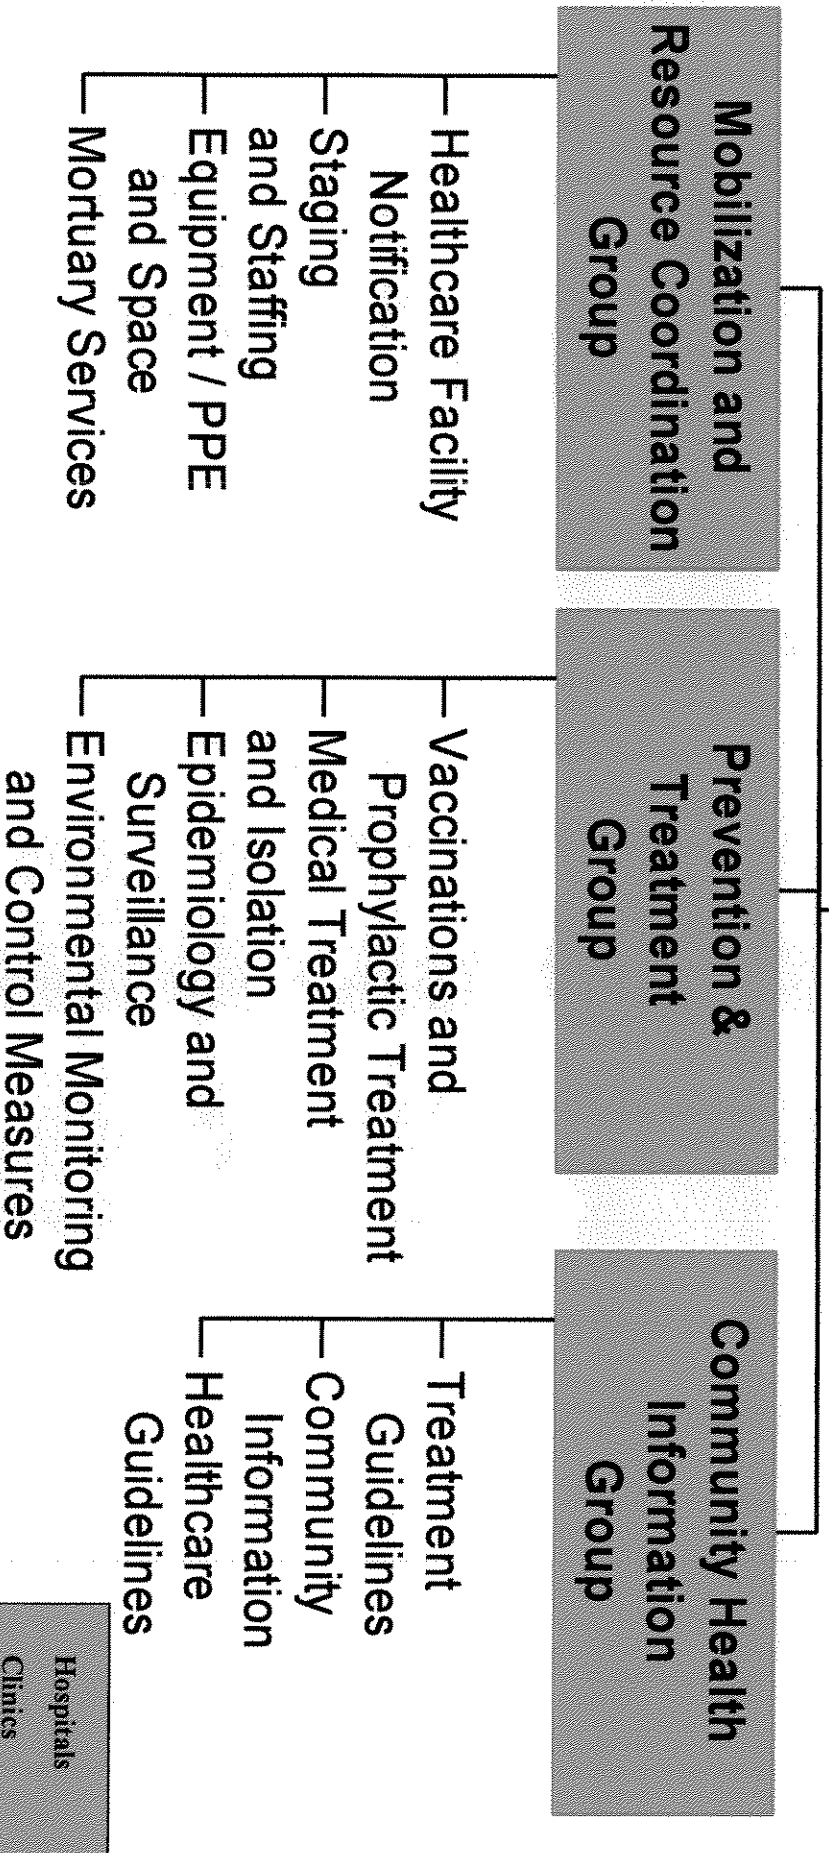 Mobilization and
Resource Coordination
Group
Healthcare Facility
Notification
Staging
and Staffing
Equipment / PPE
and Space
Mortuary Services
Prevention &
Treatment
Group
Vaccinations and
Prophylactic Treatment
Medical Treatment
and Isolation
Epidemiology and
Surveillance
Environmental Monitoring
and Control Measures
Community Health
Information
Group
Treatment
Guidelines
Community
Information
Healthcare
Guidelines
Hospitals
Clinics